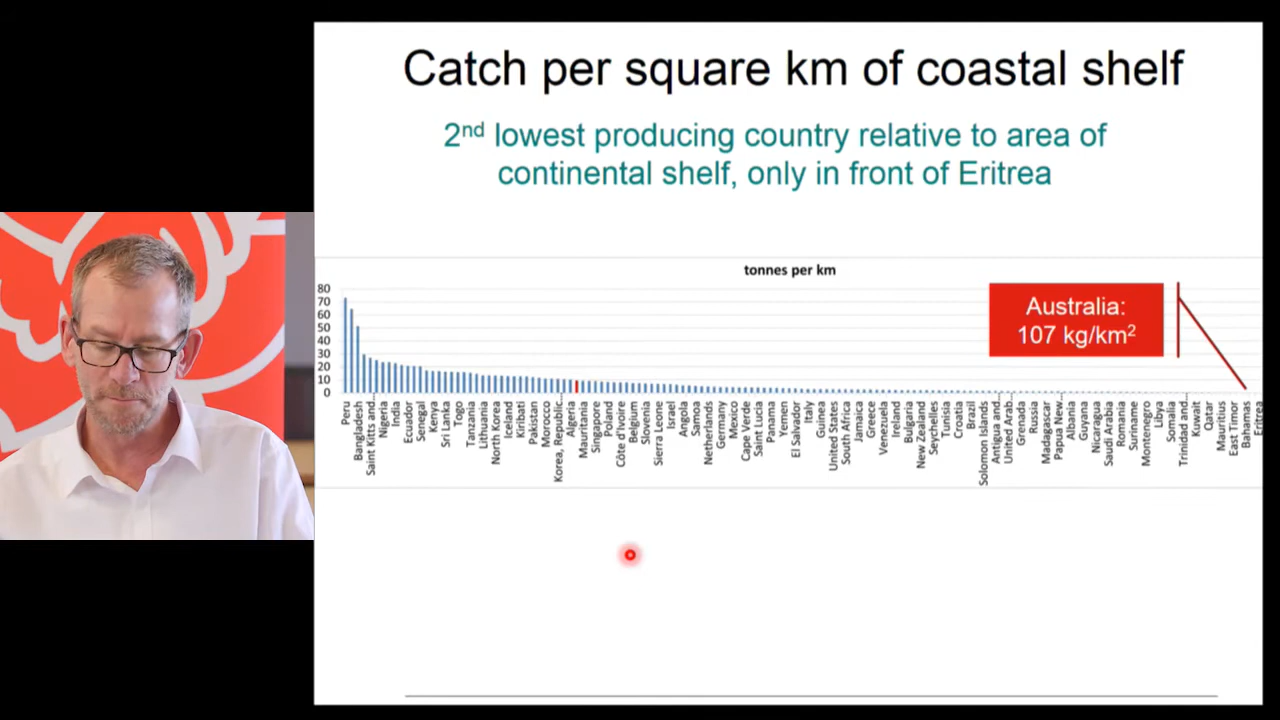 Catch per square km of coastal shelf
2nd lowest producing country relative to area of
continental shelf, only in front of Eritrea
tonnes per km
80
70
60
50
40
30
20
10
0
Australia:
107 kg/km²
Peru
Bangladesh
Saint Kitts and…
Nigeria
India
Ecuador
Senegal
Kenya
Sri Lanka
Togo
Tanzania
Lithuania
North Korea
Iceland
Kiribati
Pakistan
Morocco
Korea, Republic…
Algeria
Mauritania
Singapore
Poland
Côte d'Ivoire
Belgium
Slovenia
Sierra Leone
Israel
Angola
Samoa
Netherlands
Germany
Mexico
Cape Verde
Saint Lucia
Panama
Yemen
El Salvador
Italy
Guinea
United States
South Africa
Jamaica
Greece
Venezuela
Ireland
Bulgaria
New Zealand
Seychelles
Tunisia
Croatia
Brazil
Solomon Islands
Antigua and…
United Arab…
Grenada
Russia
Madagascar
Papua New…
Albania
Guyana
Nicaragua
Saudi Arabia
Romania
Suriname
Montenegro
Libya
Somalia
Trinidad and…
Kuwait
Qatar
Mauritius
East Timor
Bahamas
Eritrea